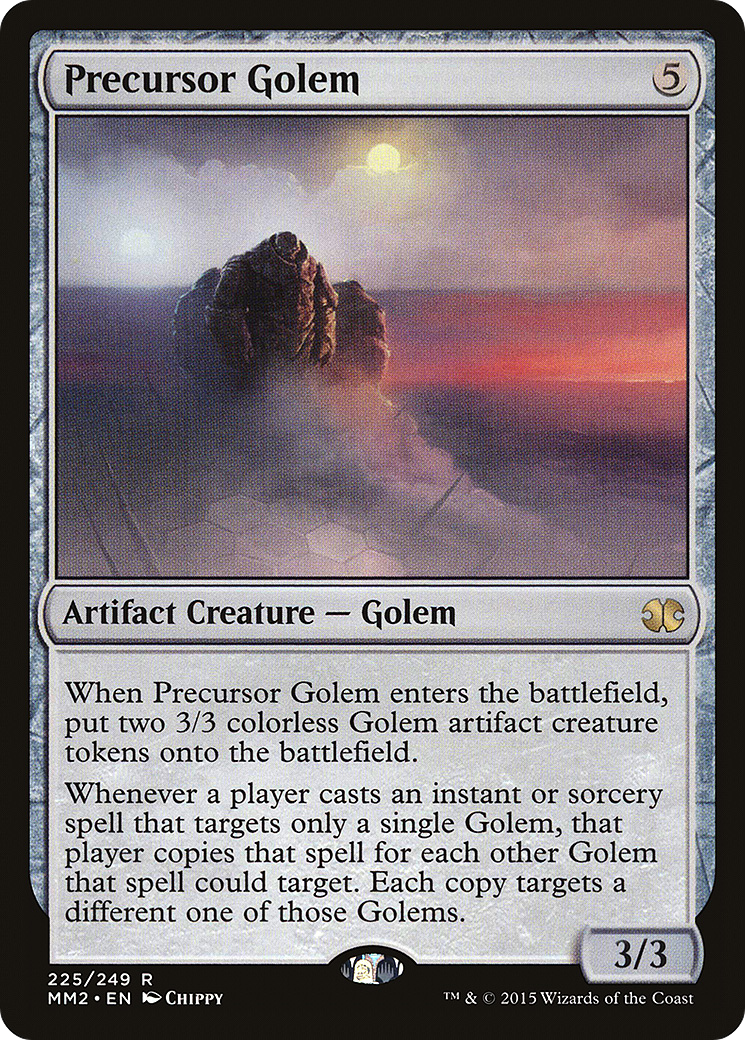 Precursor Golem 5
Artifact Creature — Golem
When Precursor Golem enters the battlefield,
put two 3/3 colorless Golem artifact creature
tokens onto the battlefield.
Whenever a player casts an instant or sorcery
spell that targets only a single Golem, that
player copies that spell for each other Golem
that spell could target. Each copy targets a
different one of those Golems.
3/3
225/249 R
MM2 • EN CHIPPY
™ & © 2015 Wizards of the Coast